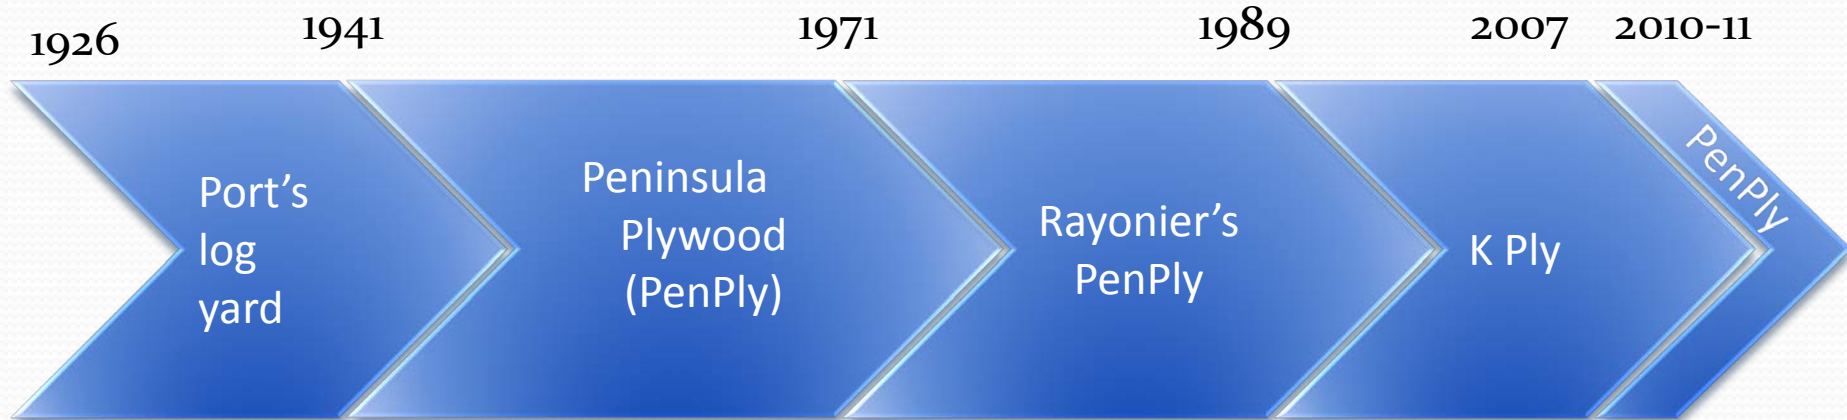 1926 1941 1971 1989 2007 2010-11
Port’s
log
yard
Peninsula
Plywood
(PenPly)
Rayonier’s
PenPly
K Ply
PenPly